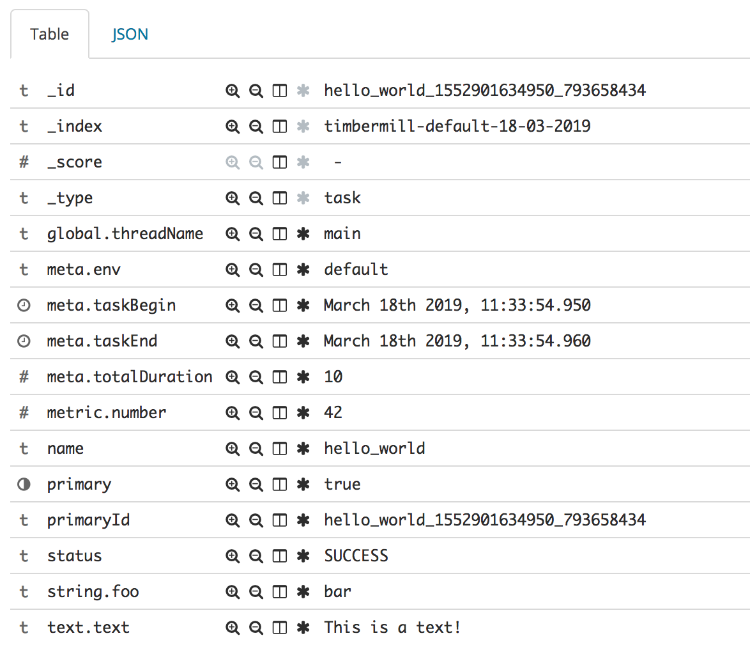 Table JSON
t _id hello_world_1552901634950_793658434
t _index timbermill-default-18-03-2019
# _score -
t _type task
t global.threadName main
t meta.env default
meta.taskBegin March 18th 2019, 11:33:54.950
meta.taskEnd March 18th 2019, 11:33:54.960
# meta.totalDuration 10
# metric.number 42
t name hello_world
primary true
t primaryId hello_world_1552901634950_793658434
t status SUCCESS
t string.foo bar
t text.text This is a text!